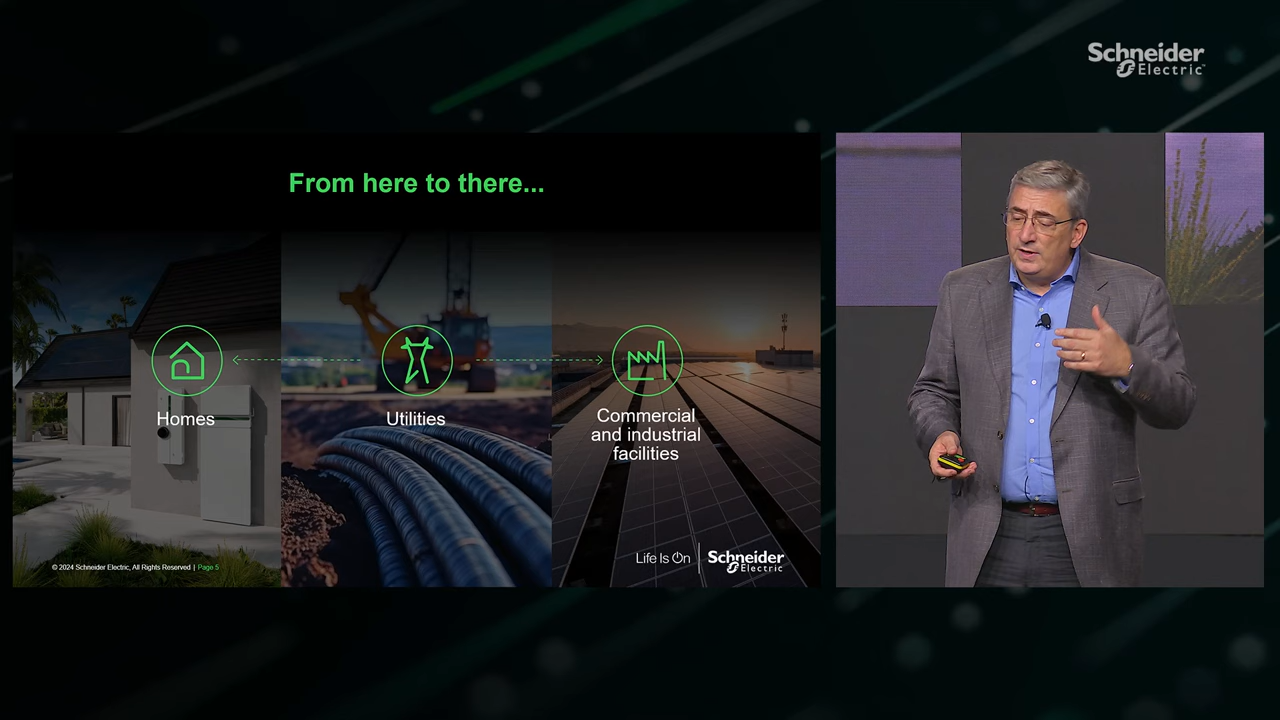 Schneider
Electric
From here to there...
Homes
Utilities
Commercial
and industrial
facilities
© 2024 Schneider Electric, All Rights Reserved | Page 5
Life Is On
Schneider
Electric